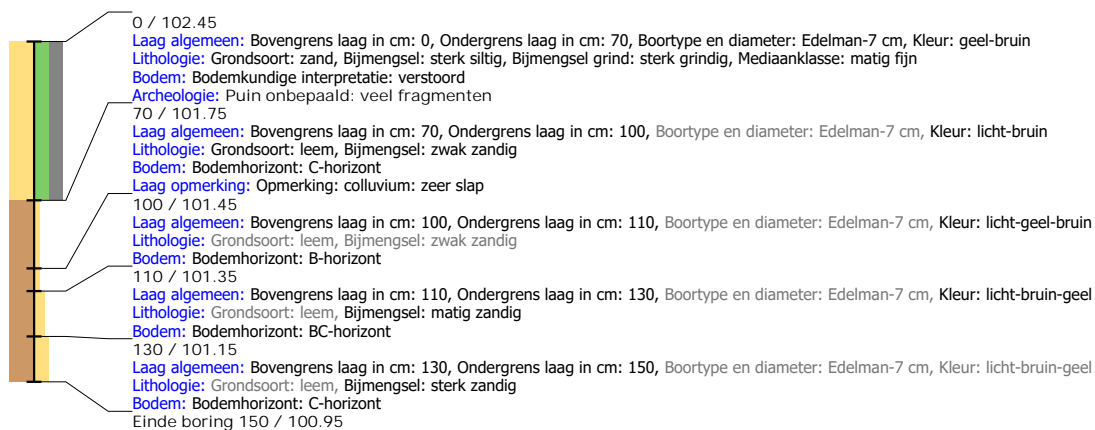 0 / 102.45
Laag algemeen: Bovengrens laag in cm: 0, Ondergrens laag in cm: 70, Boortype en diameter: Edelman-7 cm, Kleur: geel-bruin
Lithologie: Grondsoort: zand, Bijmengsel: sterk siltig, Bijmengsel grind: sterk grindig, Mediaanklasse: matig fijn
Bodem: Bodemkundige interpretatie: verstoord
Archeologie: Puin onbepaald: veel fragmenten
70 / 101.75
Laag algemeen: Bovengrens laag in cm: 70, Ondergrens laag in cm: 100, Boortype en diameter: Edelman-7 cm, Kleur: licht-bruin
Lithologie: Grondsoort: leem, Bijmengsel: zwak zandig
Bodem: Bodemhorizont: C-horizont
Laag opmerking: Opmerking: colluvium: zeer slap
100 / 101.45
Laag algemeen: Bovengrens laag in cm: 100, Ondergrens laag in cm: 110, Boortype en diameter: Edelman-7 cm, Kleur: licht-geel-bruin
Lithologie: Grondsoort: leem, Bijmengsel: zwak zandig
Bodem: Bodemhorizont: B-horizont
110 / 101.35
Laag algemeen: Bovengrens laag in cm: 110, Ondergrens laag in cm: 130, Boortype en diameter: Edelman-7 cm, Kleur: licht-bruin-geel
Lithologie: Grondsoort: leem, Bijmengsel: matig zandig
Bodem: Bodemhorizont: BC-horizont
130 / 101.15
Laag algemeen: Bovengrens laag in cm: 130, Ondergrens laag in cm: 150, Boortype en diameter: Edelman-7 cm, Kleur: licht-bruin-geel
Lithologie: Grondsoort: leem, Bijmengsel: sterk zandig
Bodem: Bodemhorizont: C-horizont
Einde boring 150 / 100.95